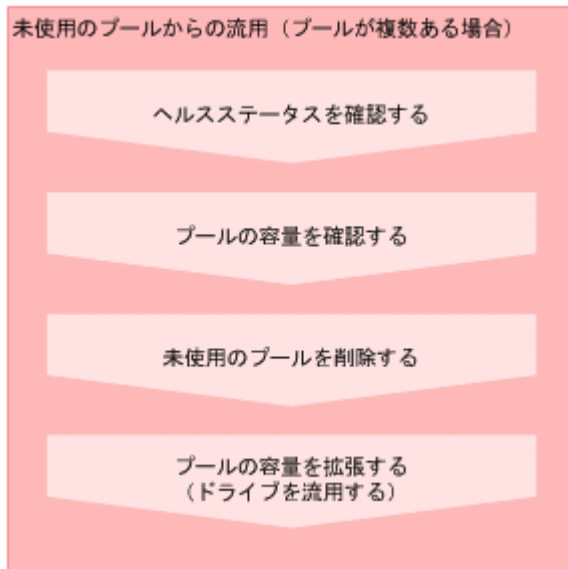 未使用のプールからの流用（プールが複数ある場合）
ヘルスステータスを確認する
プールの容量を確認する
未使用のプールを削除する
プールの容量を拡張する
（ドライブを流用する）